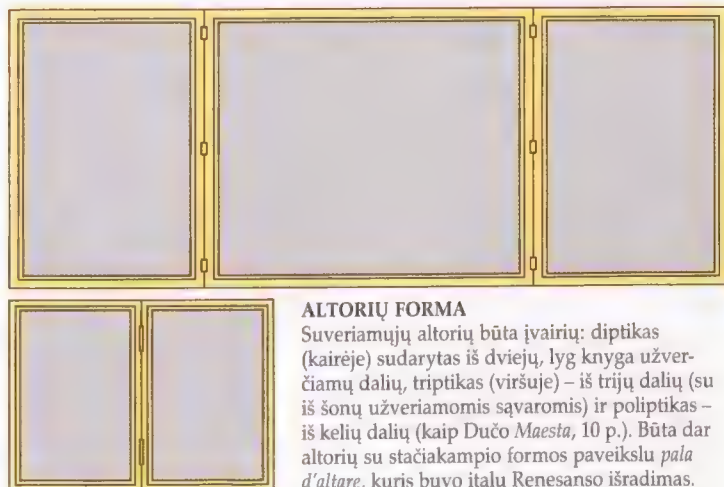 ALTORIŲ FORMA
Suveriamųjų altorių būta įvairių: diptikas
(kairėje) sudarytas iš dviejų, lyg knyga užver-
čiamų dalių, triptikas (viršuje) – iš trijų dalių (su
iš šonų užveriamomis sąvaromis) ir poliptikas –
iš kelių dalių (kaip Dučo Maesta, 10 p.). Būta dar
altorių su stačiakampio formos paveikslu pala
d'altare, kuris buvo italų Renesanso išradimas.